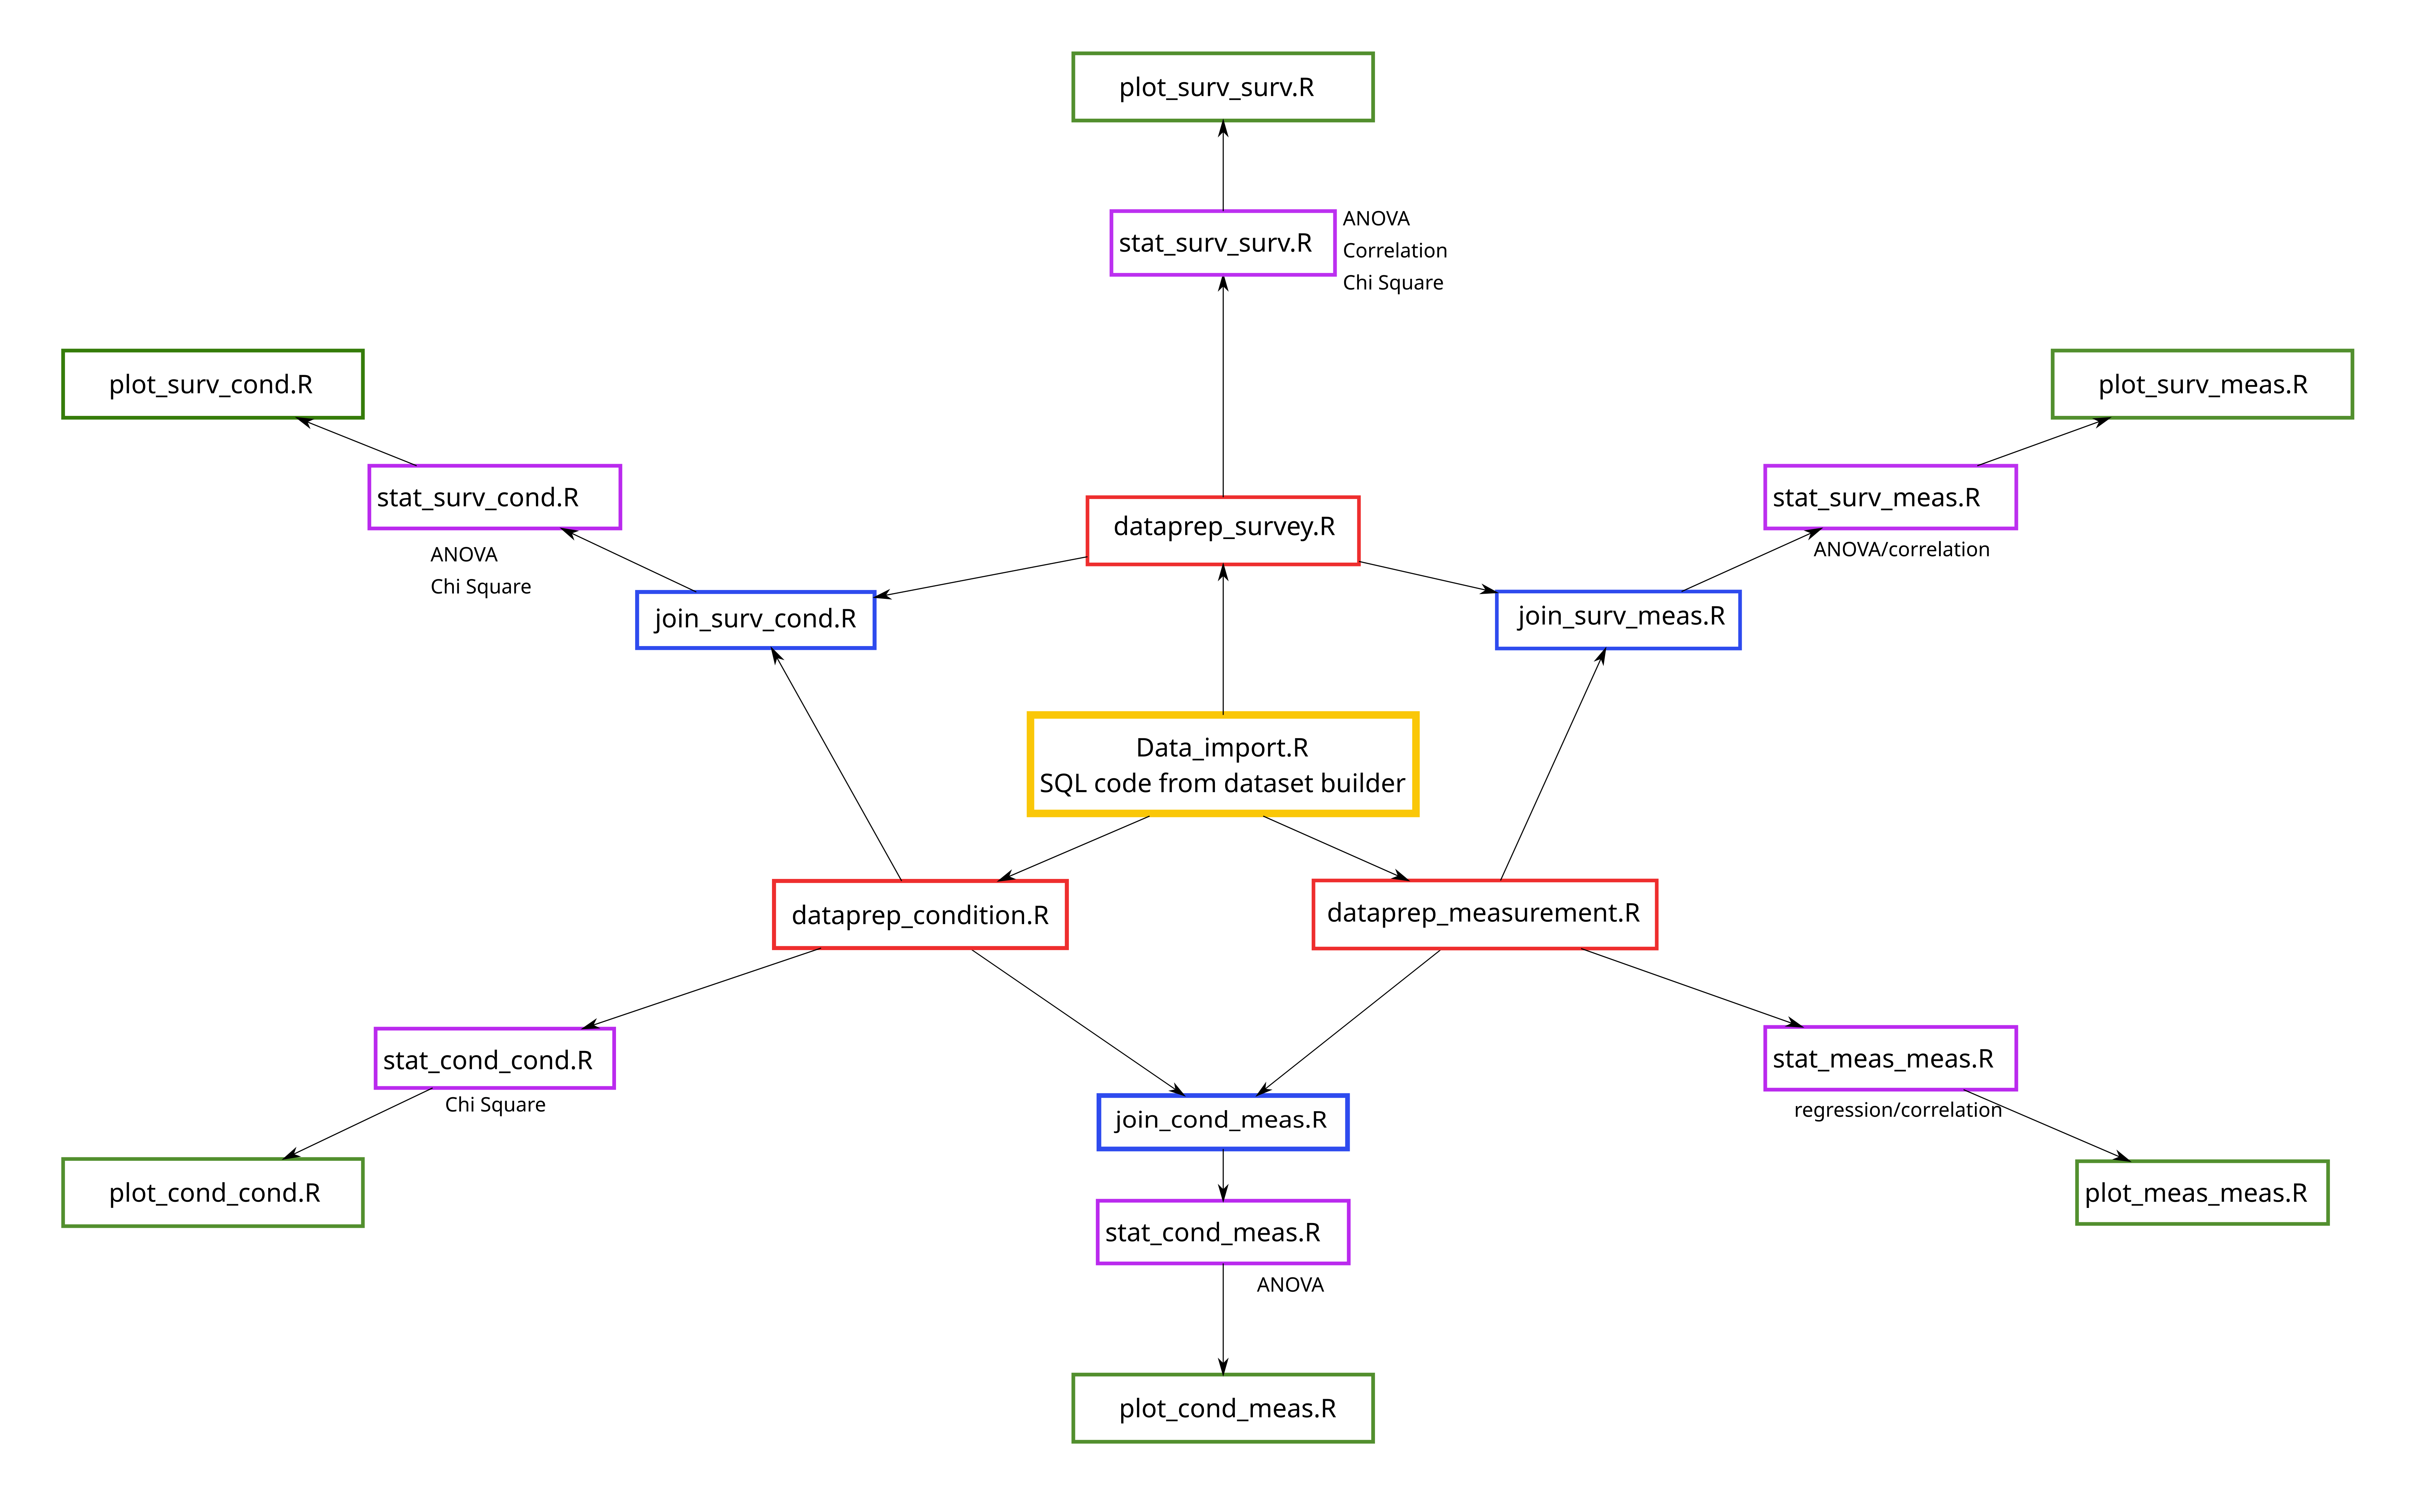 plot_surv_surv.R
stat_surv_surv.R
ANOVA
Correlation
Chi Square
plot_surv_cond.R
plot_surv_meas.R
stat_surv_cond.R
ANOVA
Chi Square
stat_surv_meas.R
ANOVA/correlation
dataprep_survey.R
join_surv_cond.R
join_surv_meas.R
Data_import.R
SQL code from dataset builder
dataprep_condition.R
dataprep_measurement.R
stat_cond_cond.R
Chi Square
stat_meas_meas.R
regression/correlation
join_cond_meas.R
plot_cond_cond.R
plot_meas_meas.R
stat_cond_meas.R
ANOVA
plot_cond_meas.R